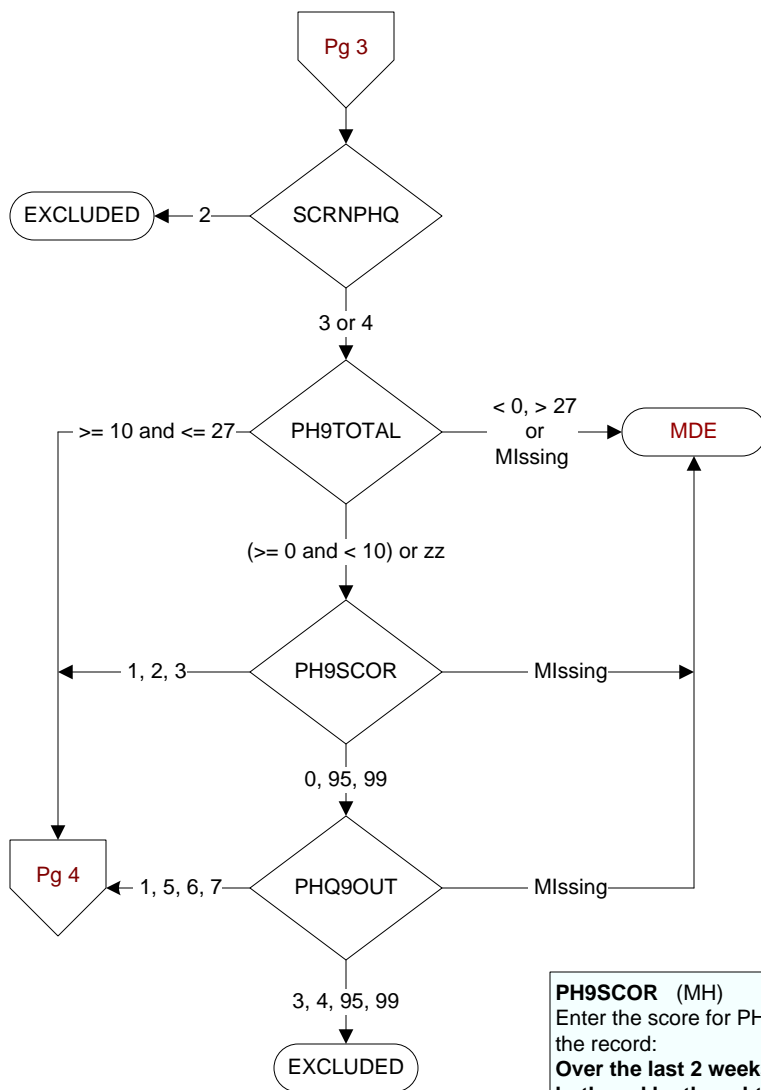 Pg 3
SCRNPHQ
EXCLUDED
2
3 or 4
PH9TOTAL
>= 10 and <= 27
< 0, > 27
or
MIssing
MDE
(>= 0 and < 10) or zz
PH9SCOR
1, 2, 3
MIssing
0, 95, 99
PHQ9OUT
Pg 4
1, 5, 6, 7
MIssing
3, 4, 95, 99
EXCLUDED
PH9SCOR (MH)
Enter the score for PH
the record:
Over the last 2 week